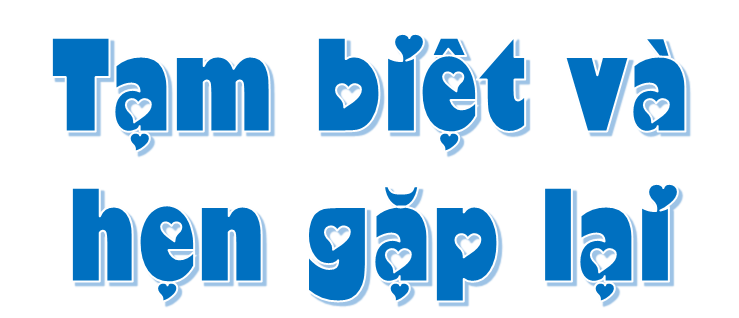 Tạm biệt và
hẹn gặp lại